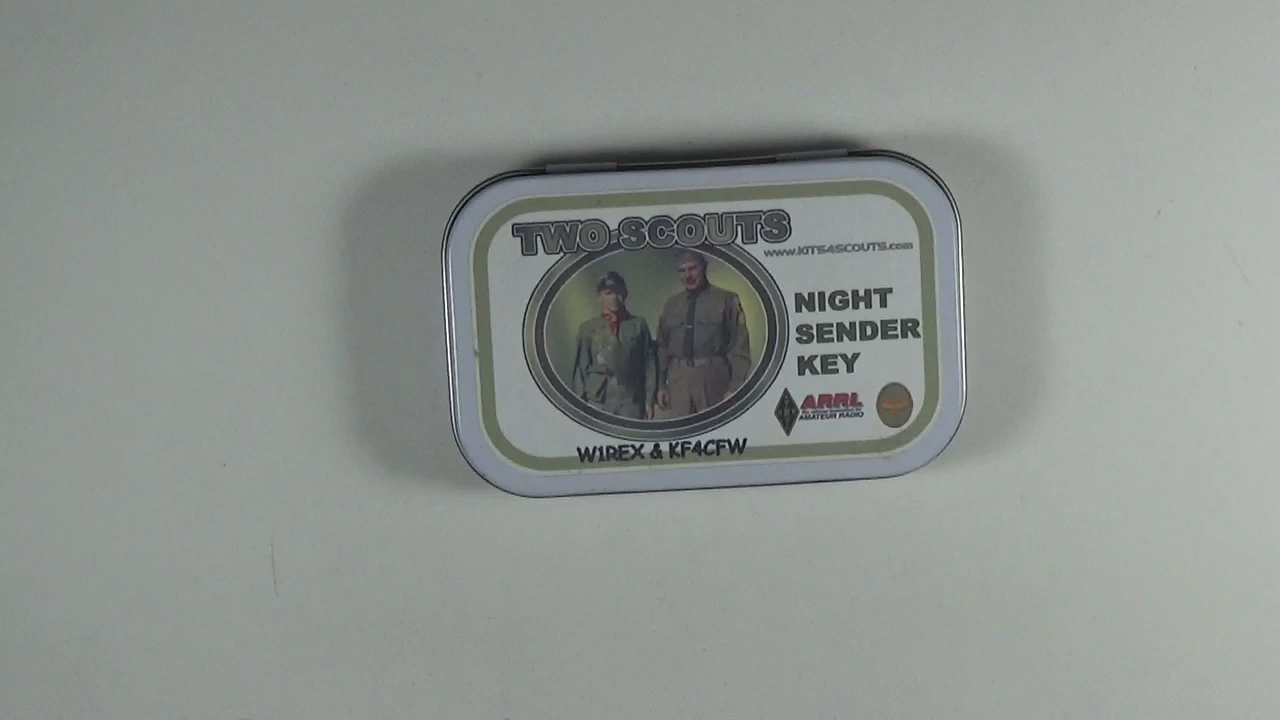 TWO SCOUTS
www.KITS4SCOUTS.com
NIGHT
SENDER
KEY
ARRL
AMATEUR RADIO
W1REX & KF4CFW